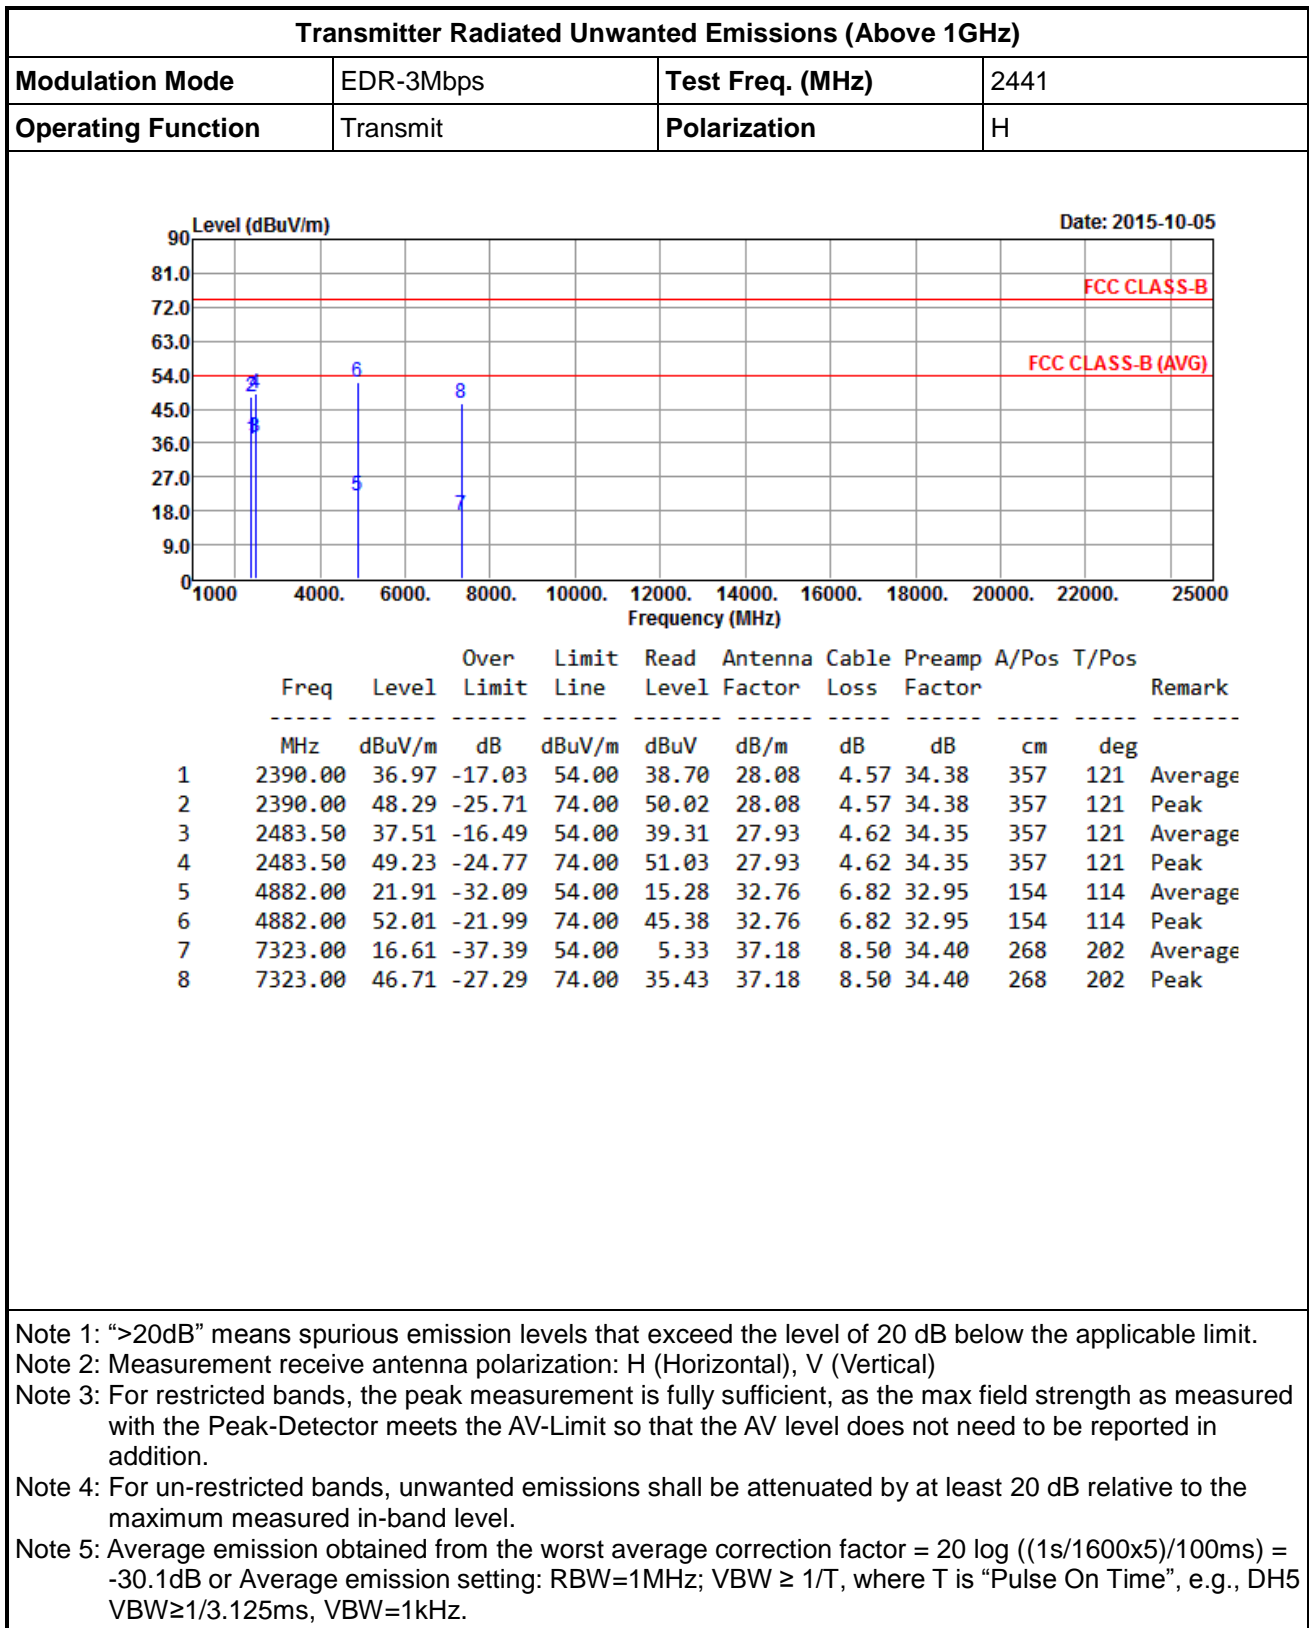 Transmitter Radiated Unwanted Emissions (Above 1GHz)
Modulation Mode EDR-3Mbps Test Freq. (MHz) 2441
Operating Function Transmit Polarization H
Level (dBuV/m) Date: 2015-10-05
90
81.0
FCC CLASS-B
72.0
63.0
6
FCC CLASS-B (AVG)
54.0
2 4
8
45.0
1 3
36.0
27.0
5
7
18.0
9.0
0
1000 4000. 6000. 8000. 10000. 12000. 14000. 16000. 18000. 20000. 22000. 25000
Frequency (MHz)
Over Limit Read Antenna Cable Preamp A/Pos T/Pos
Freq Level Limit Line Level Factor Loss Factor Remark
----- ------- ------ ------ ------- ------ ----- ------ ----- ----- -------
MHz dBuV/m dB dBuV/m dBuV dB/m dB dB cm deg
1 2390.00 36.97 -17.03 54.00 38.70 28.08 4.57 34.38 357 121 Average
2 2390.00 48.29 -25.71 74.00 50.02 28.08 4.57 34.38 357 121 Peak
3 2483.50 37.51 -16.49 54.00 39.31 27.93 4.62 34.35 357 121 Average
4 2483.50 49.23 -24.77 74.00 51.03 27.93 4.62 34.35 357 121 Peak
5 4882.00 21.91 -32.09 54.00 15.28 32.76 6.82 32.95 154 114 Average
6 4882.00 52.01 -21.99 74.00 45.38 32.76 6.82 32.95 154 114 Peak
7 7323.00 16.61 -37.39 54.00 5.33 37.18 8.50 34.40 268 202 Average
8 7323.00 46.71 -27.29 74.00 35.43 37.18 8.50 34.40 268 202 Peak
Note 1: “>20dB” means spurious emission levels that exceed the level of 20 dB below the applicable limit.
Note 2: Measurement receive antenna polarization: H (Horizontal), V (Vertical)
Note 3: For restricted bands, the peak measurement is fully sufficient, as the max field strength as measured
with the Peak-Detector meets the AV-Limit so that the AV level does not need to be reported in
addition.
Note 4: For un-restricted bands, unwanted emissions shall be attenuated by at least 20 dB relative to the
maximum measured in-band level.
Note 5: Average emission obtained from the worst average correction factor = 20 log ((1s/1600x5)/100ms) =
-30.1dB or Average emission setting: RBW=1MHz; VBW ≥ 1/T, where T is “Pulse On Time”, e.g., DH5
VBW≥1/3.125ms, VBW=1kHz.